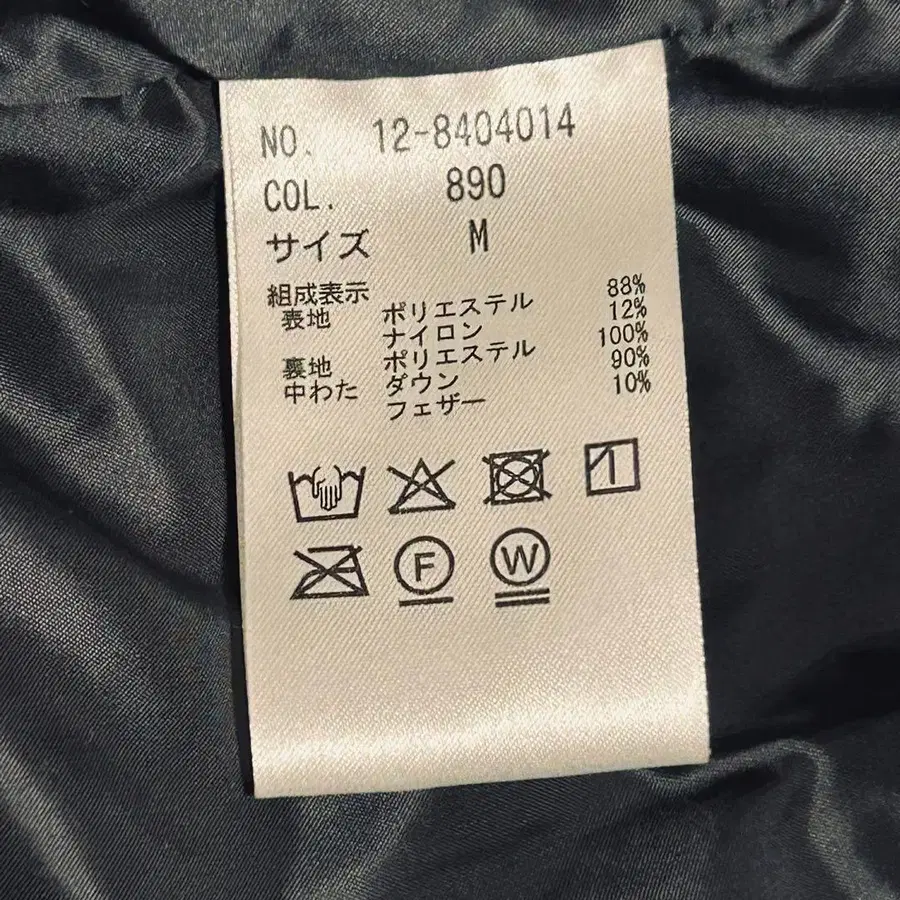 NO. 12-8404014
COL. 890
サイズ M
組成表示
表地 ポリエステル 88%
ナイロン 12%
裏地 ポリエステル 100%
中わた ダウン 90%
フェザー 10%
F W